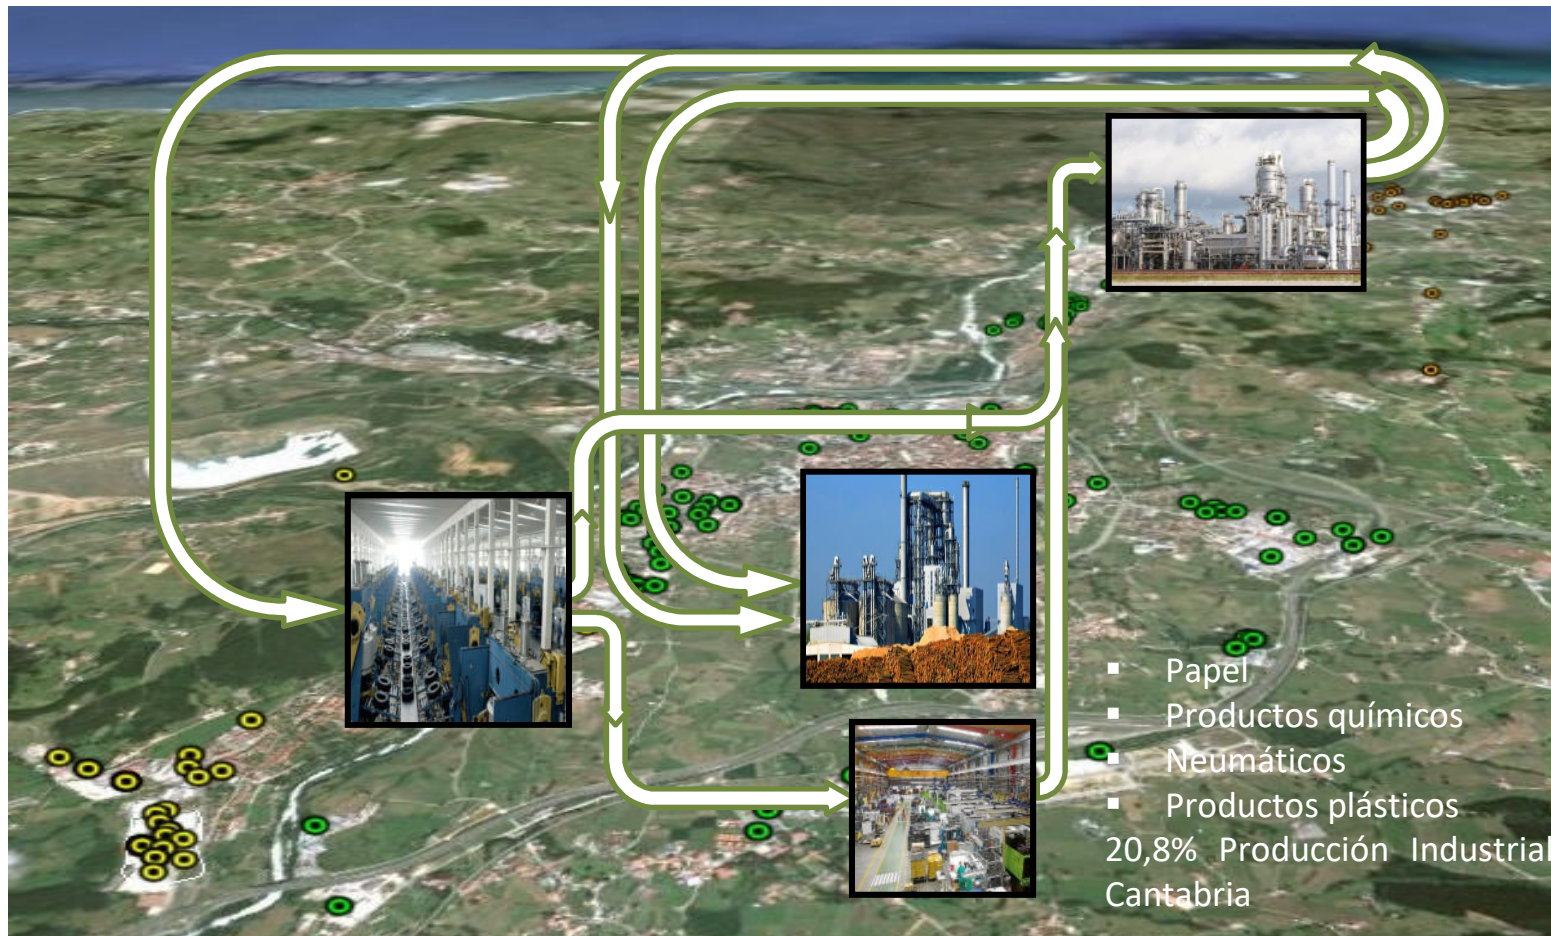 ▪ Papel
▪ Productos químicos
▪ Neumáticos
▪ Productos plásticos
20,8% Producción Industrial
Cantabria